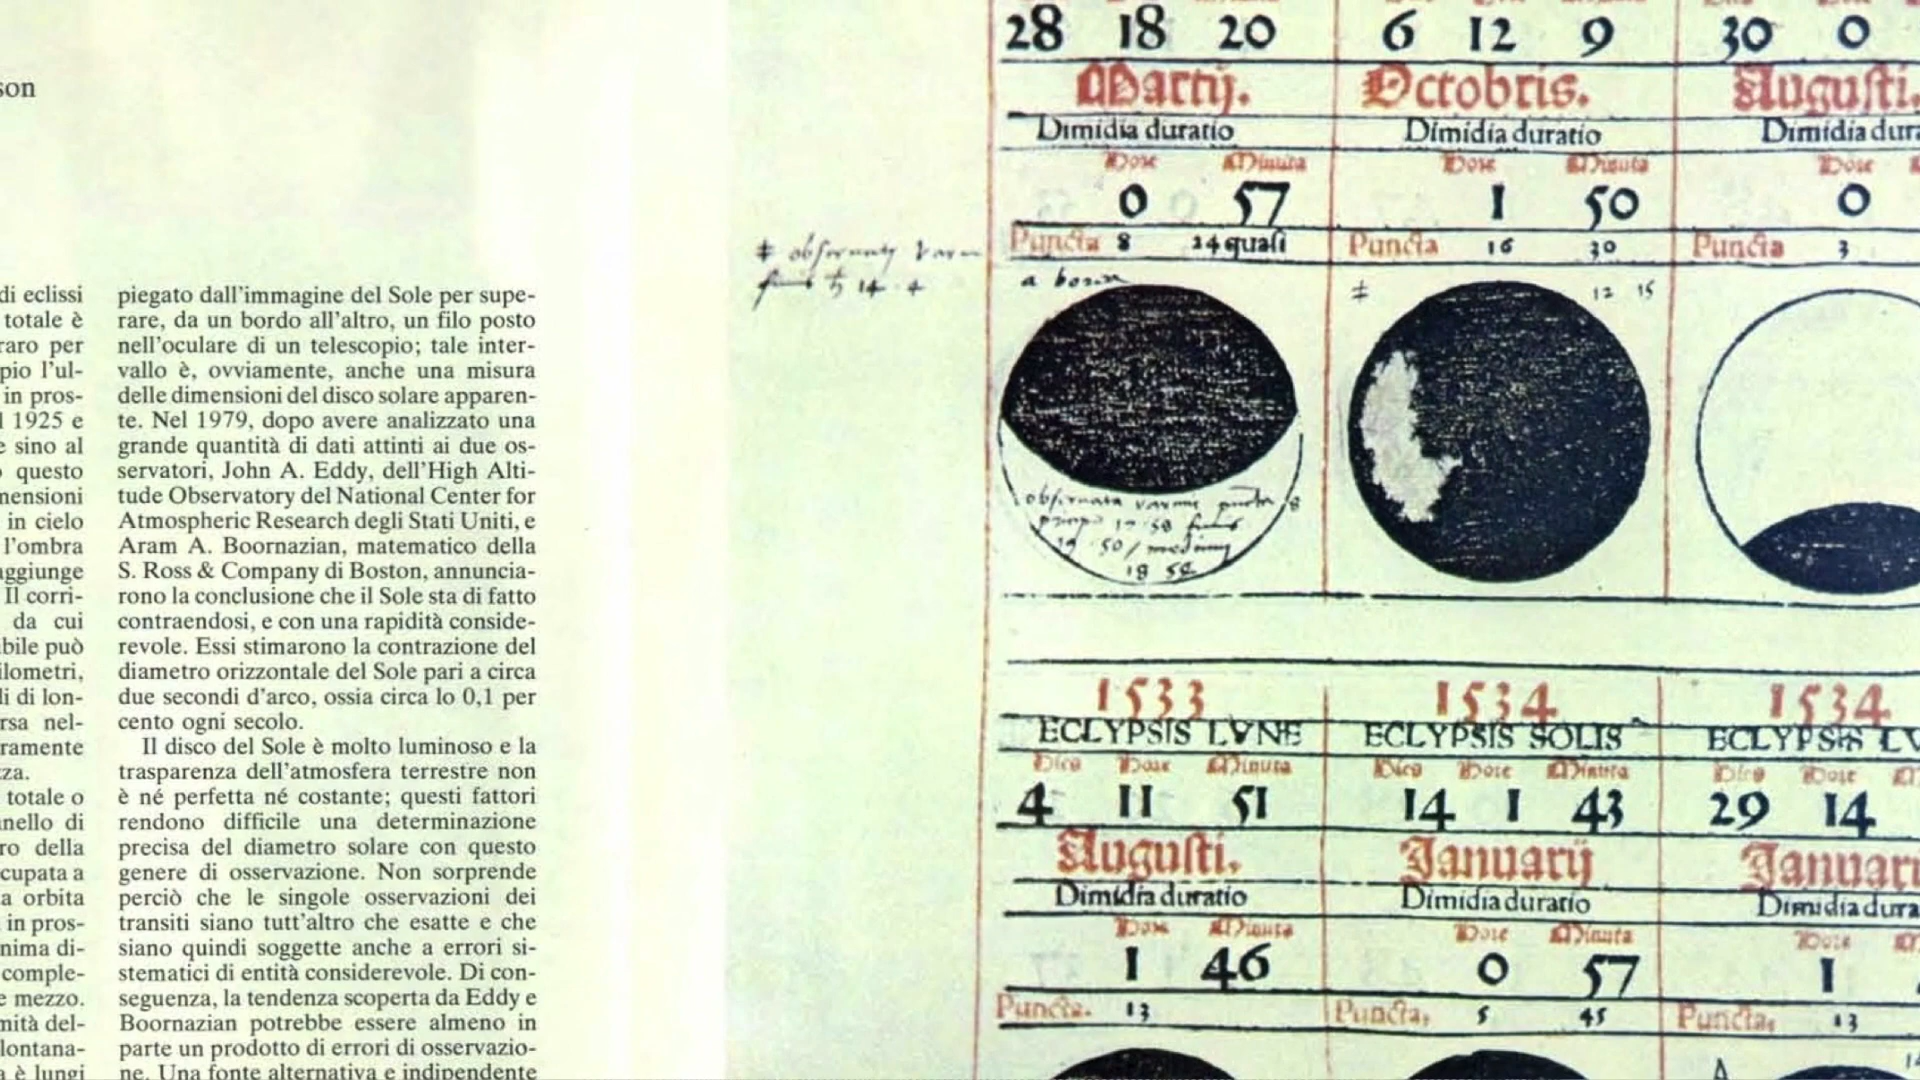 son
di eclissi
totale è
raro per
pio l'ul-
in pros-
1925 e
e sino al
questo
mensioni
in cielo
l'ombra
aggiunge
Il corri-
da cui
bile può
ilometri,
di lon-
rsa nel-
ramente
za.
totale o
nello di
ro della
cupata a
a orbita
in pros-
nima di-
comple-
e mezzo.
mità del-
lontana-
a è lungi
piegato dall'immagine del Sole per supe-
rare, da un bordo all'altro, un filo posto
nell'oculare di un telescopio; tale inter-
vallo è, ovviamente, anche una misura
delle dimensioni del disco solare apparen-
te. Nel 1979, dopo avere analizzato una
grande quantità di dati attinti ai due os-
servatori, John A. Eddy, dell'High Alti-
tude Observatory del National Center for
Atmospheric Research degli Stati Uniti, e
Aram A. Boornazian, matematico della
S. Ross & Company di Boston, annuncia-
rono la conclusione che il Sole sta di fatto
contraendosi, e con una rapidità conside-
revole. Essi stimarono la contrazione del
diametro orizzontale del Sole pari a circa
due secondi d'arco, ossia circa lo 0,1 per
cento ogni secolo.
Il disco del Sole è molto luminoso e la
trasparenza dell'atmosfera terrestre non
è né perfetta né costante; questi fattori
rendono difficile una determinazione
precisa del diametro solare con questo
genere di osservazione. Non sorprende
perciò che le singole osservazioni dei
transiti siano tutt'altro che esatte e che
siano quindi soggette anche a errori si-
stematici di entità considerevole. Di con-
seguenza, la tendenza scoperta da Eddy e
Boornazian potrebbe essere almeno in
parte un prodotto di errori di osservazio-
ne. Una fonte alternativa e indipendente
28 18 20 6 12 9 30 0
Martij. Octobris. Augusti.
Dimidia duratio Dimidia duratio Dimidia dura
Hore Minuta Hore Minuta Hore
0 57 1 50 0
Puncta 8 24 quasi Puncta 16 30 Puncta 3
12 15
1533 1534 1534
ECLYPSIS LVNE ECLYPSIS SOLIS ECLYPSIS LV
Dies Hore Minuta Dies Hore Minuta Dies Hore
4 11 51 14 1 43 29 14
Augusti. Januarij Januarij
Dimidia duratio Dimidia duratio Dimidia dura
Hore Minuta Hore Minuta Hore
1 46 0 57 1
Puncta. 13 Puncta, 5 45 Puncta, 13